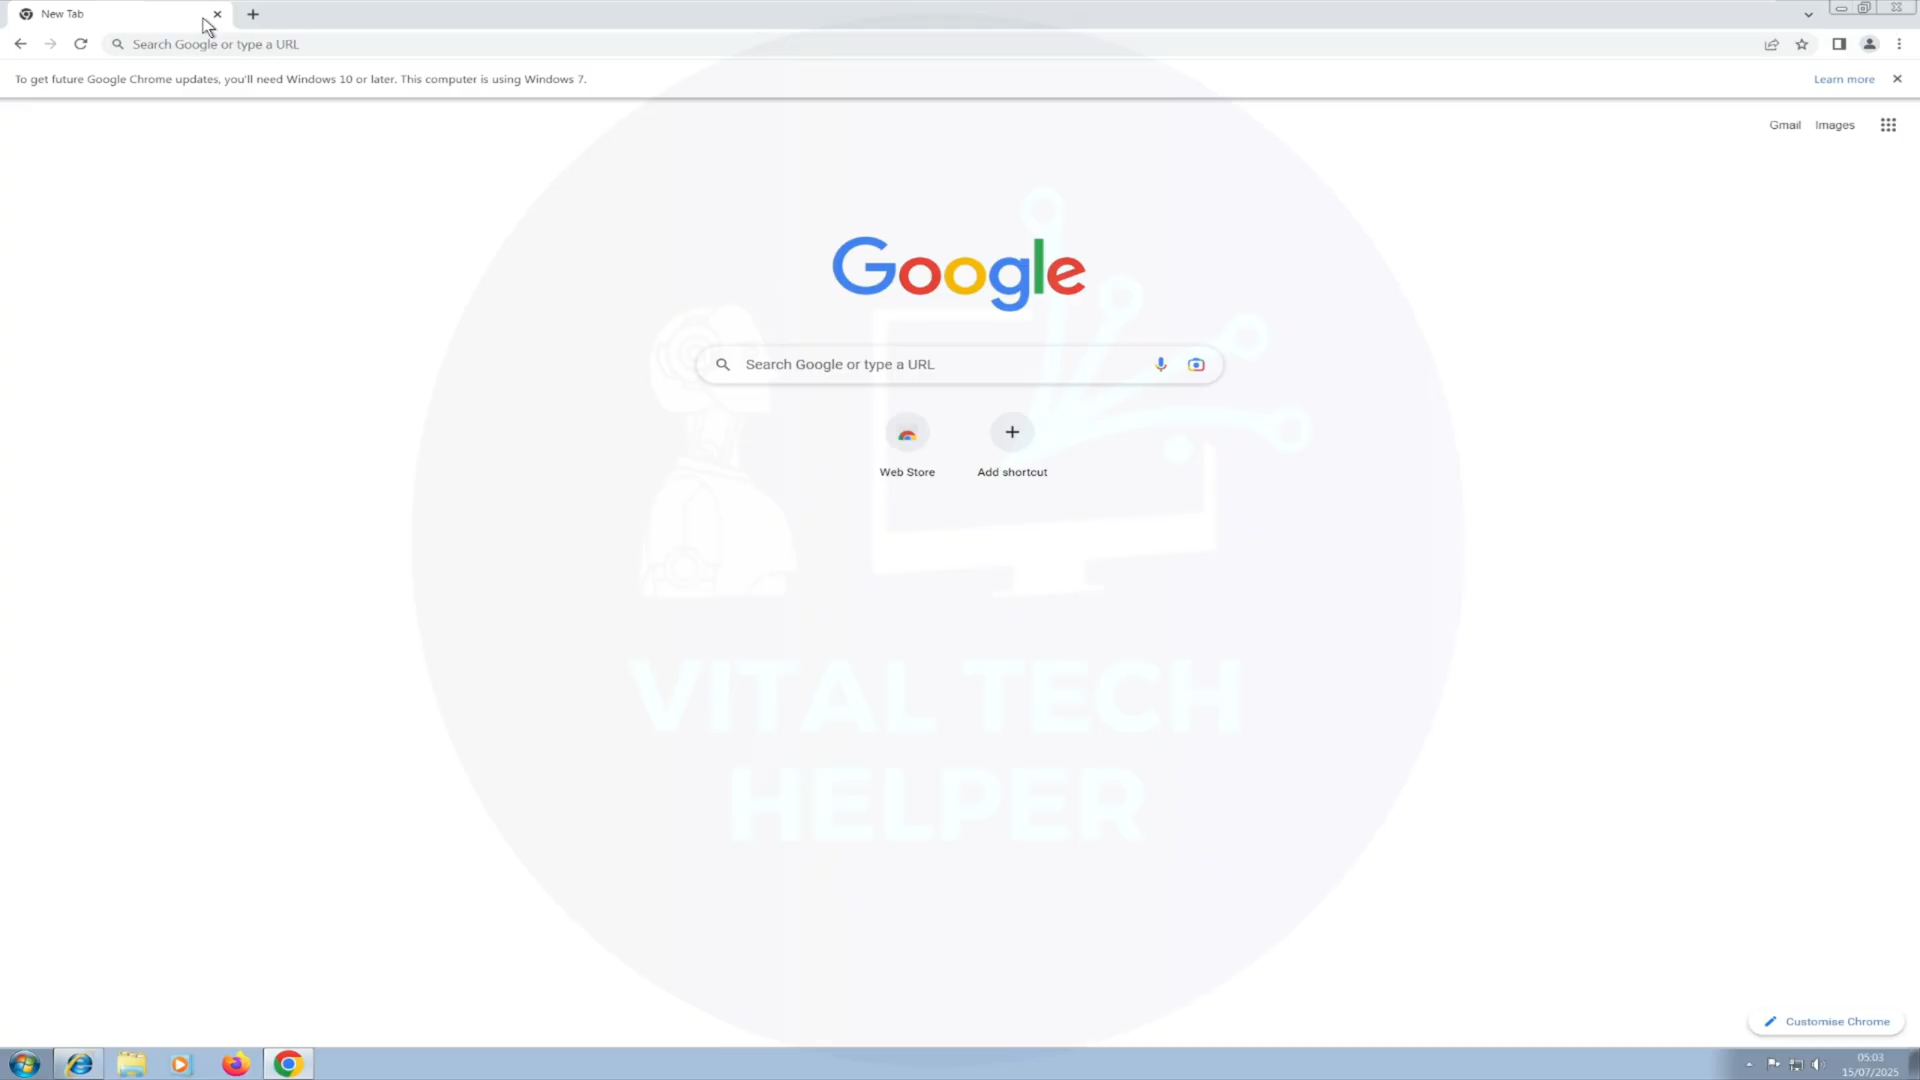 New Tab
Search Google or type a URL
To get future Google Chrome updates, you'll need Windows 10 or later. This computer is using Windows 7.
Learn more
Gmail Images
Google
Search Google or type a URL
Web Store Add shortcut
VITAL TECH
HELPER
Customise Chrome
05:03
15/07/2025